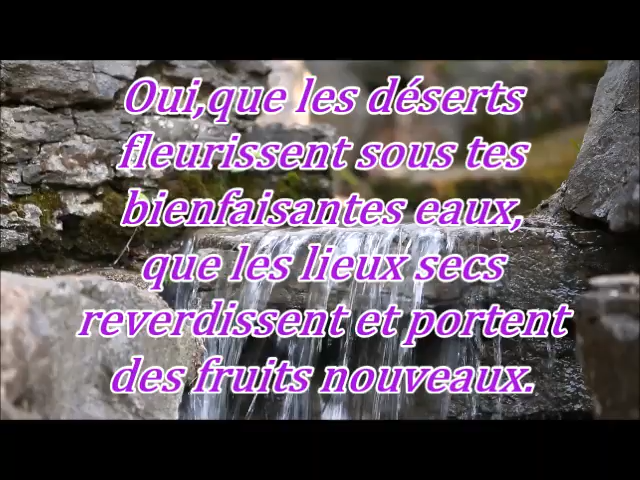 Oui,que les déserts
fleurissent sous tes
bienfaisantes eaux,
que les lieux secs
reverdissent et portent
des fruits nouveaux.